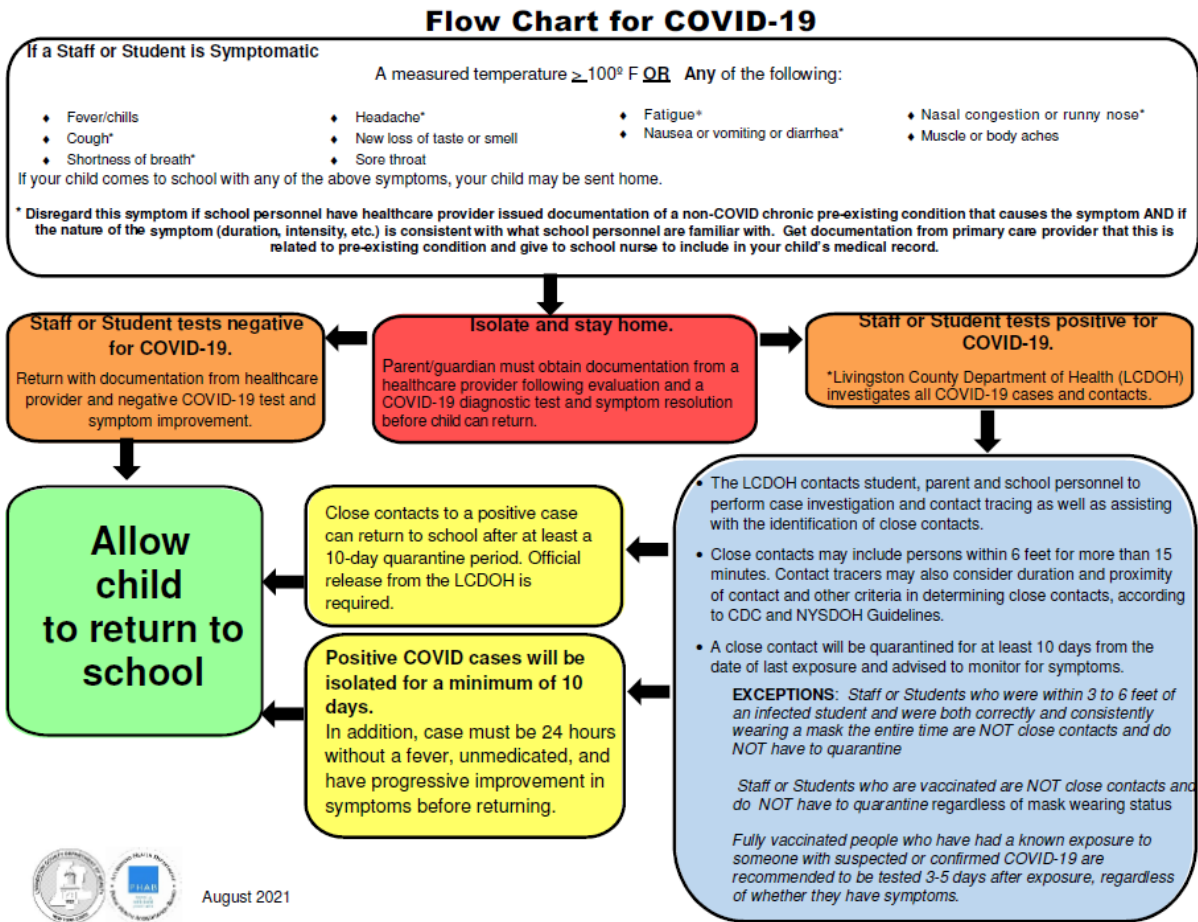 Flow Chart for COVID-19
If a Staff or Student is Symptomatic
A measured temperature > 100º F OR Any of the following:
♦ Fever/chills
♦ Cough*
♦ Shortness of breath*
♦ Headache*
♦ New loss of taste or smell
♦ Sore throat
♦ Fatigue*
♦ Nausea or vomiting or diarrhea*
♦ Nasal congestion or runny nose*
♦ Muscle or body aches
If your child comes to school with any of the above symptoms, your child may be sent home.
* Disregard this symptom if school personnel have healthcare provider issued documentation of a non-COVID chronic pre-existing condition that causes the symptom AND if
the nature of the symptom (duration, intensity, etc.) is consistent with what school personnel are familiar with. Get documentation from primary care provider that this is
related to pre-existing condition and give to school nurse to include in your child's medical record.
Staff or Student tests negative
for COVID-19.
Return with documentation from healthcare
provider and negative COVID-19 test and
symptom improvement.
Isolate and stay home.
Parent/guardian must obtain documentation from a
healthcare provider following evaluation and a
COVID-19 diagnostic test and symptom resolution
before child can return.
Staff or Student tests positive for
COVID-19.
*Livingston County Department of Health (LCDOH)
investigates all COVID-19 cases and contacts.
Allow
child
to return to
school
Close contacts to a positive case
can return to school after at least a
10-day quarantine period. Official
release from the LCDOH is
required.
Positive COVID cases will be
isolated for a minimum of 10
days.
In addition, case must be 24 hours
without a fever, unmedicated, and
have progressive improvement in
symptoms before returning.
• The LCDOH contacts student, parent and school personnel to
perform case investigation and contact tracing as well as assisting
with the identification of close contacts.
• Close contacts may include persons within 6 feet for more than 15
minutes. Contact tracers may also consider duration and proximity
of contact and other criteria in determining close contacts, according
to CDC and NYSDOH Guidelines.
• A close contact will be quarantined for at least 10 days from the
date of last exposure and advised to monitor for symptoms.
EXCEPTIONS: Staff or Students who were within 3 to 6 feet of
an infected student and were both correctly and consistently
wearing a mask the entire time are NOT close contacts and do
NOT have to quarantine
Staff or Students who are vaccinated are NOT close contacts and
do NOT have to quarantine regardless of mask wearing status
Fully vaccinated people who have had a known exposure to
someone with suspected or confirmed COVID-19 are
recommended to be tested 3-5 days after exposure, regardless
of whether they have symptoms.
PHAB
August 2021